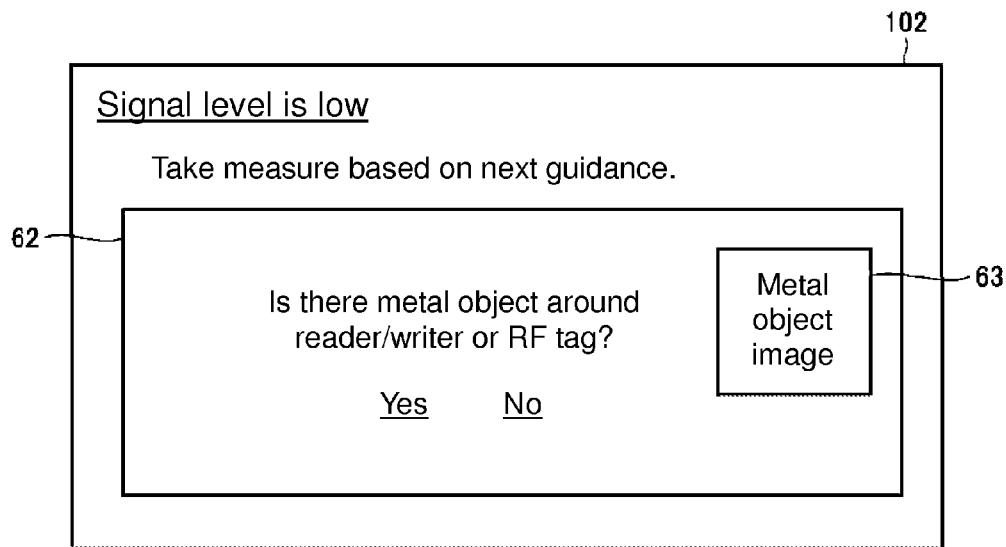 102
Signal level is low
Take measure based on next guidance.
62
63
Is there metal object around
reader/writer or RF tag?
Metal
object
image
Yes No